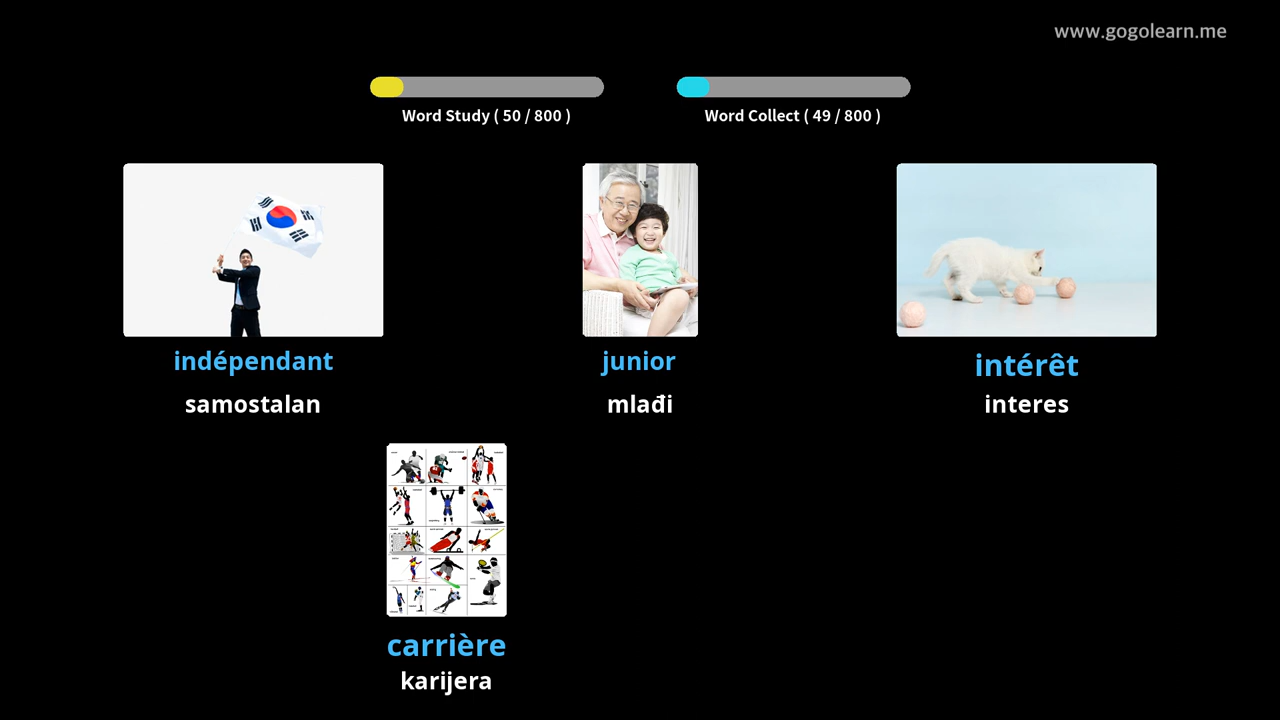 www.gogolearn.me
Word Study ( 50 / 800 )
Word Collect ( 49 / 800 )
indépendant
samostalan
junior
mlađi
intérêt
interes
carrière
karijera